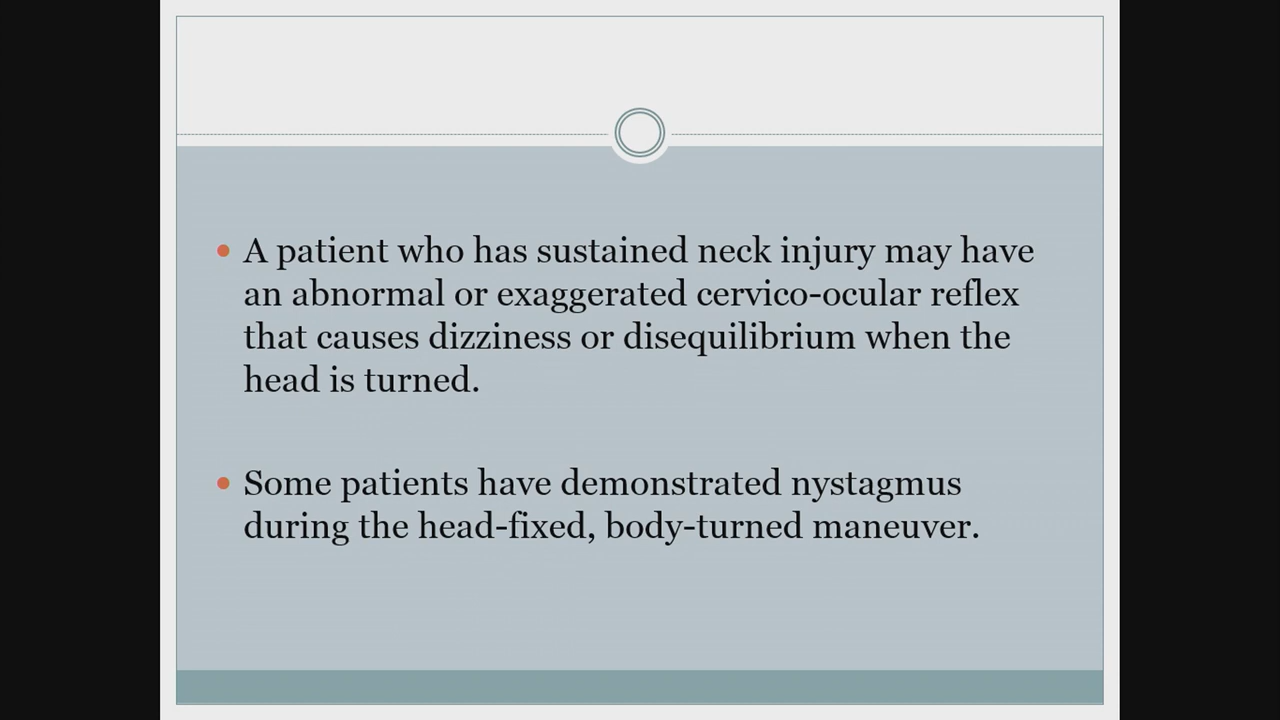 A patient who has sustained neck injury may have
an abnormal or exaggerated cervico-ocular reflex
that causes dizziness or disequilibrium when the
head is turned.
Some patients have demonstrated nystagmus
during the head-fixed, body-turned maneuver.